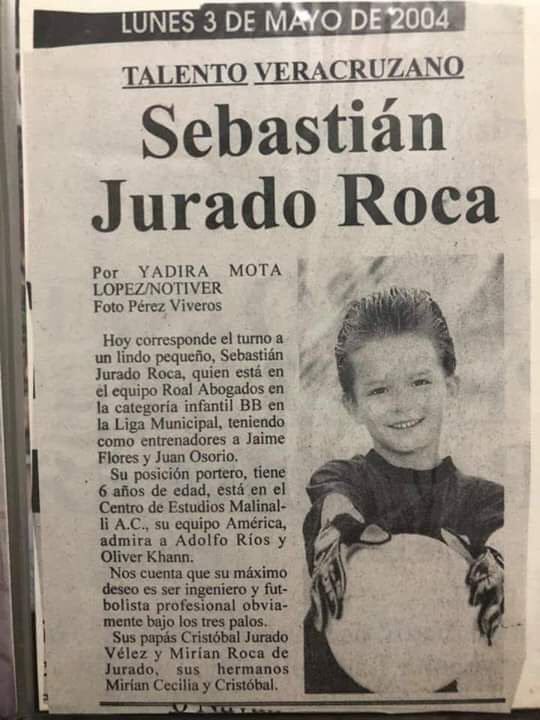 LUNES 3 DE MAYO DE 2004
TALENTO VERACRUZANO
Sebastián
Jurado Roca
Por YADIRA MOTA
LOPEZ/NOTIVER
Foto Pérez Viveros
Hoy corresponde el turno a
un lindo pequeño, Sebastián
Jurado Roca, quien está en
el equipo Roal Abogados en
la categoría infantil BB en
la Liga Municipal, teniendo
como entrenadores a Jaime
Flores y Juan Osorio.
Su posición portero, tiene
6 años de edad, está en el
Centro de Estudios Malinal-
li A.C., su equipo América,
admira a Adolfo Ríos y
Oliver Khann.
Nos cuenta que su máximo
deseo es ser ingeniero y fut-
bolista profesional obvia-
mente bajo los tres palos.
Sus papás Cristóbal Jurado
Vélez y Mirían Roca de
Jurado, sus hermanos
Mirían Cecilia y Cristóbal.